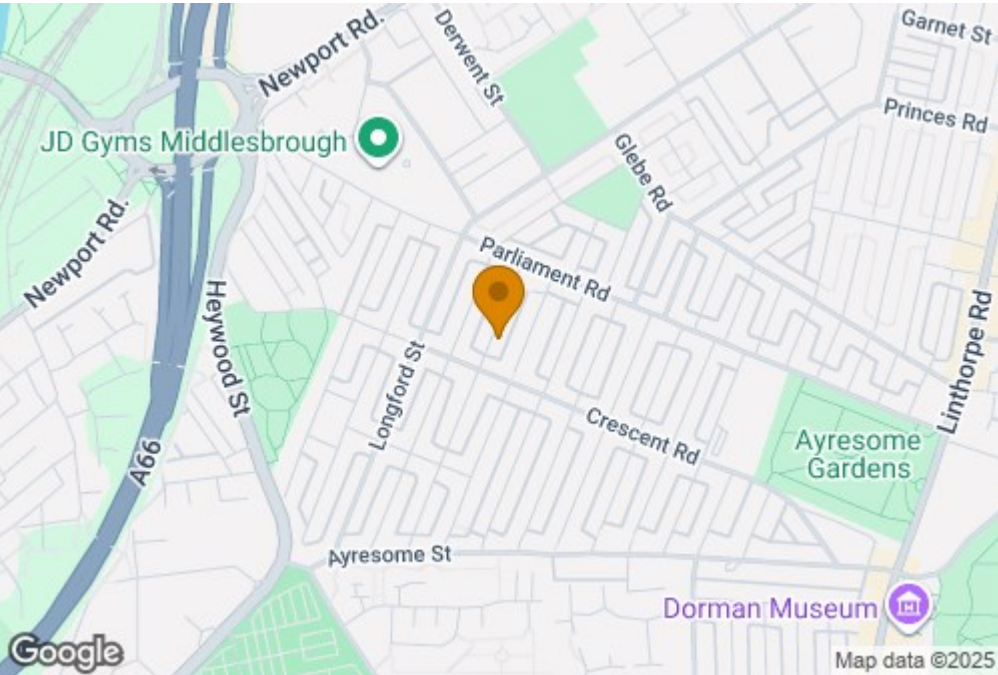 Garnet St
Newport Rd.
Derwent St
Princes Rd
JD Gyms Middlesbrough
Glebe Rd
Newport Rd.
Parliament Rd
Heywood St
Linthorpe Rd
Longford St
Crescent Rd
Ayresome
Gardens
A66
Ayresome St
Dorman Museum
Google
Map data ©2025